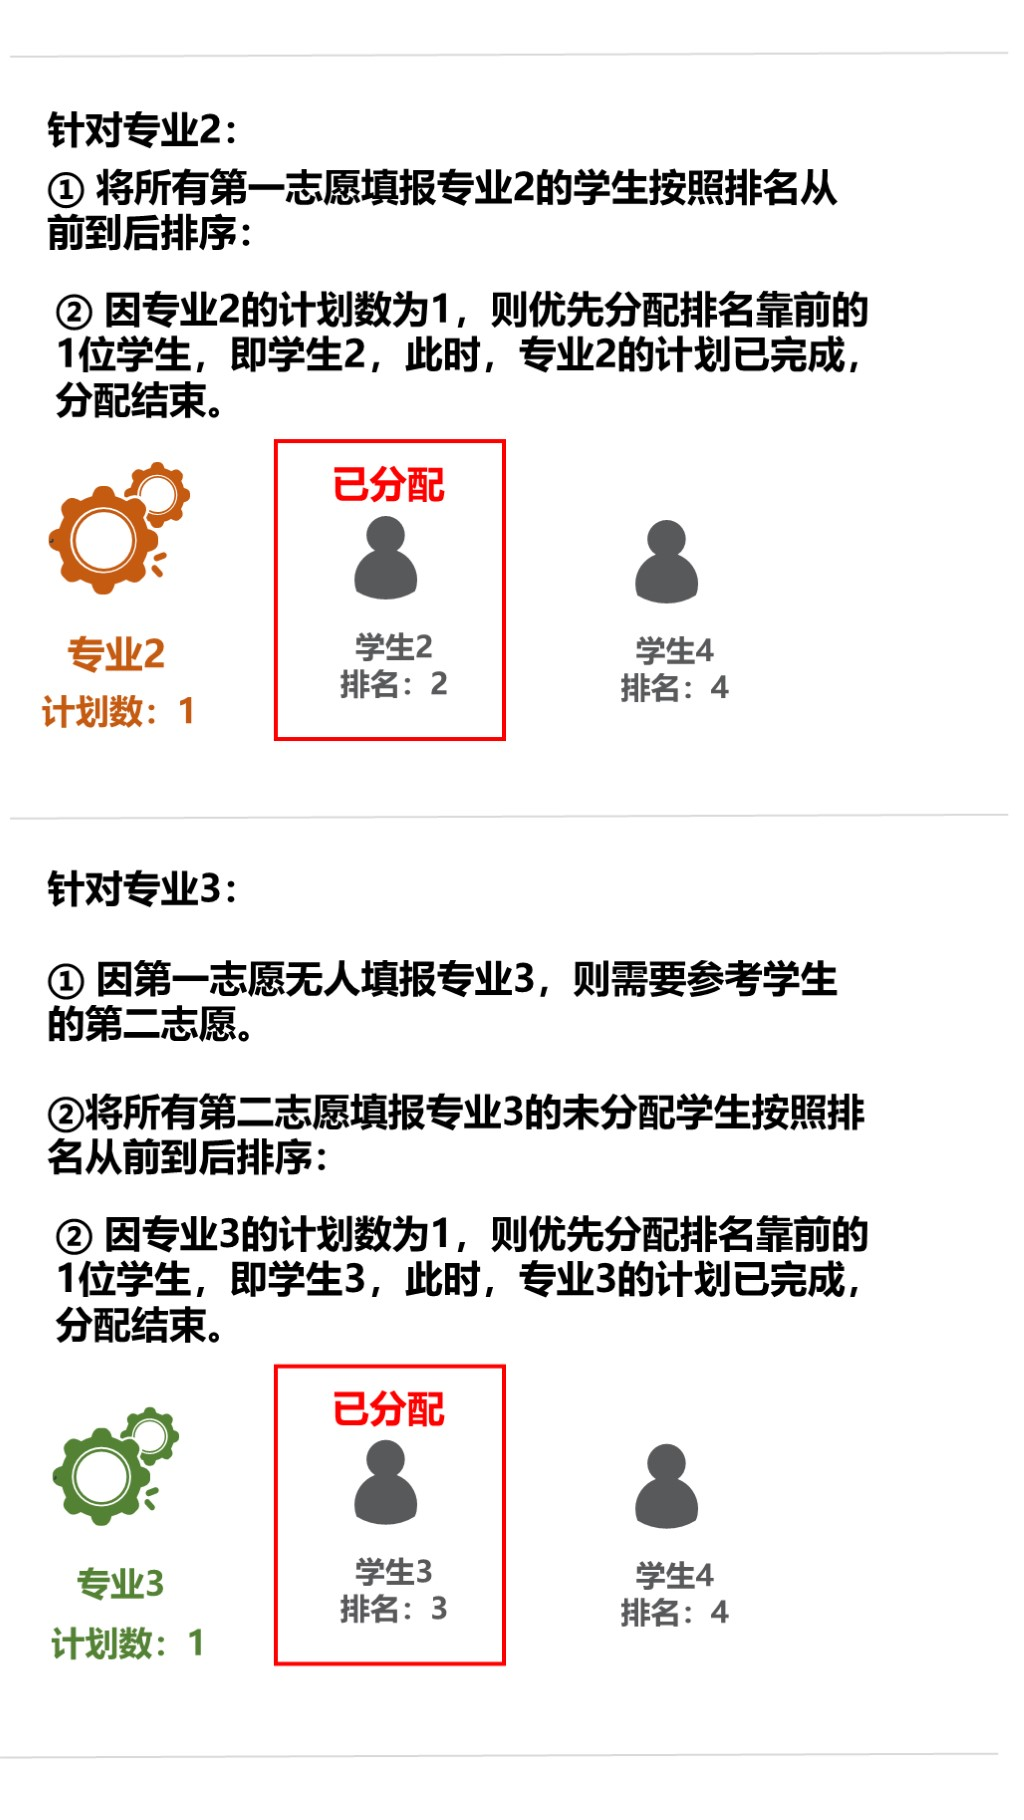 针对专业2：
① 将所有第一志愿填报专业2的学生按照排名从
前到后排序：
② 因专业2的计划数为1，则优先分配排名靠前的
1位学生，即学生2，此时，专业2的计划已完成，
分配结束。
已分配
学生2
排名：2
学生4
排名：4
专业2
计划数：1
针对专业3：
① 因第一志愿无人填报专业3，则需要参考学生
的第二志愿。
②将所有第二志愿填报专业3的未分配学生按照排
名从前到后排序：
② 因专业3的计划数为1，则优先分配排名靠前的
1位学生，即学生3，此时，专业3的计划已完成，
分配结束。
已分配
学生3
排名：3
学生4
排名：4
专业3
计划数：1